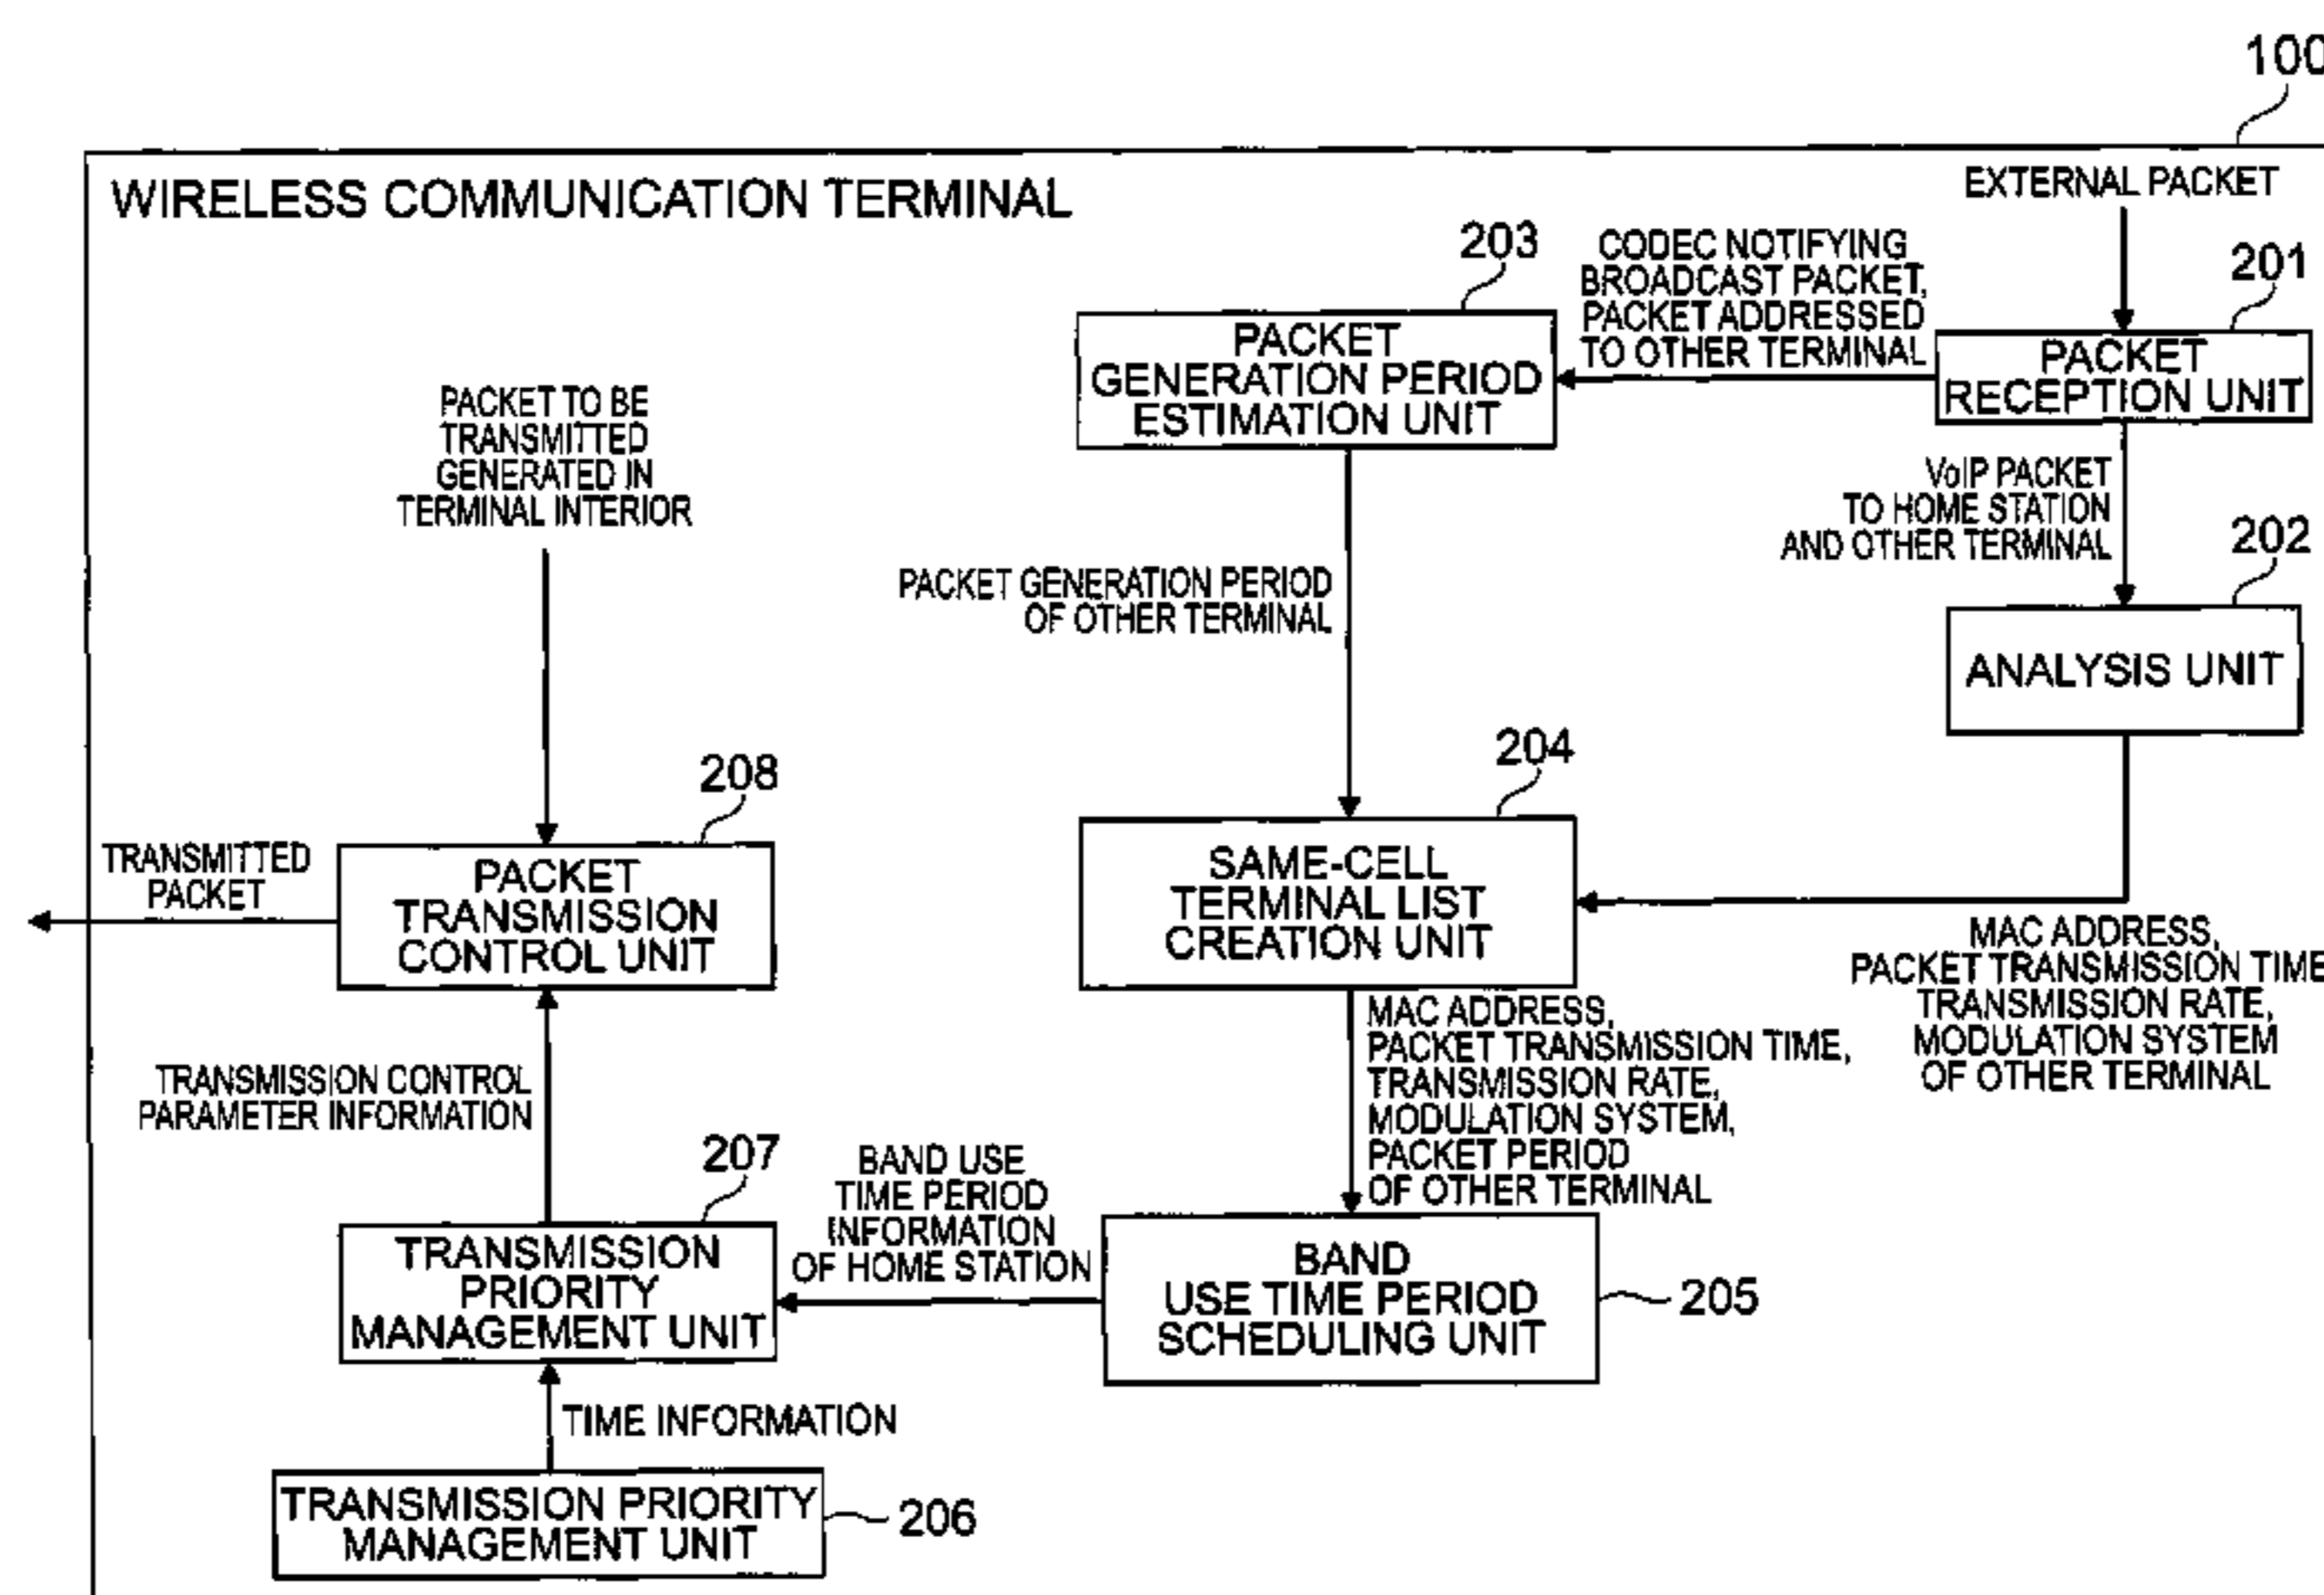 100
WIRELESS COMMUNICATION TERMINAL
EXTERNAL PACKET
203
CODEC NOTIFYING
BROADCAST PACKET,
PACKET ADDRESSED
TO OTHER TERMINAL
201
PACKET
GENERATION PERIOD
ESTIMATION UNIT
PACKET
RECEPTION UNIT
PACKET TO BE
TRANSMITTED
GENERATED IN
TERMINAL INTERIOR
VoIP PACKET
TO HOME STATION
AND OTHER TERMINAL
202
PACKET GENERATION PERIOD
OF OTHER TERMINAL
ANALYSIS UNIT
208
204
TRANSMITTED
PACKET
PACKET
TRANSMISSION
CONTROL UNIT
SAME-CELL
TERMINAL LIST
CREATION UNIT
MAC ADDRESS,
PACKET TRANSMISSION TIME
TRANSMISSION RATE,
MODULATION SYSTEM
OF OTHER TERMINAL
MAC ADDRESS,
PACKET TRANSMISSION TIME,
TRANSMISSION RATE,
MODULATION SYSTEM,
PACKET PERIOD
OF OTHER TERMINAL
TRANSMISSION CONTROL
PARAMETER INFORMATION
207
BAND USE
TIME PERIOD
INFORMATION
OF HOME STATION
TRANSMISSION
PRIORITY
MANAGEMENT UNIT
BAND
USE TIME PERIOD
SCHEDULING UNIT
205
TIME INFORMATION
TRANSMISSION PRIORITY
MANAGEMENT UNIT
206